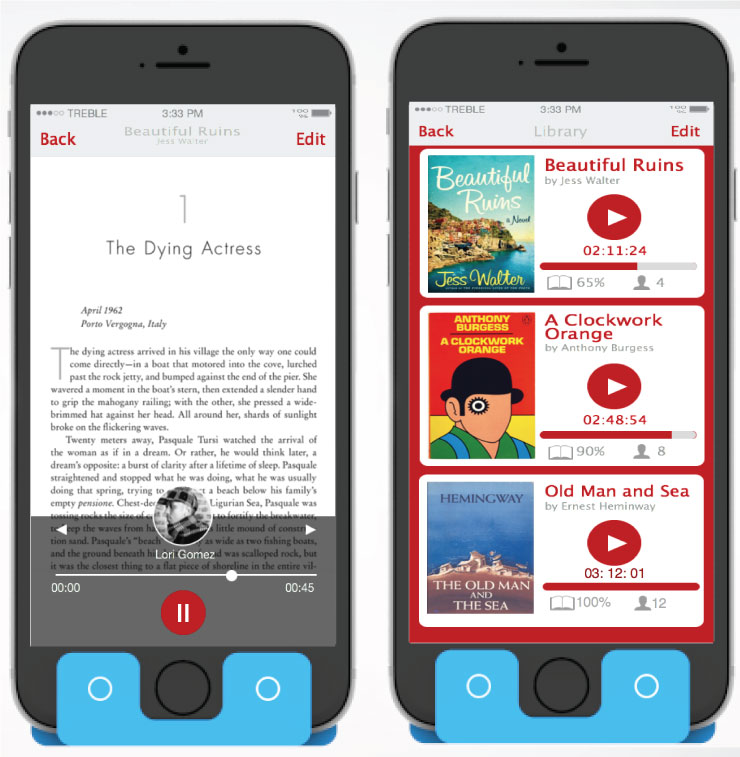 TREBLE
3:33 PM
100 %
Back
Beautiful Ruins
Jess Walter
Edit
1
The Dying Actress
April 1962
Porto Vergogna, Italy
The dying actress arrived in his village the only way one could
come directly—in a boat that motored into the cove, lurched
past the rock jetty, and bumped against the end of the pier. She
wavered a moment in the boat's stern, then extended a slender hand
to grip the mahogany railing; with the other, she pressed a wide-
brimmed hat against her head. All around her, shards of sunlight
broke on the flickering waves.
Twenty meters away, Pasquale Tursi watched the arrival of
the woman as if in a dream. Or rather, he would think later, a
dream's opposite: a burst of clarity after a lifetime of sleep. Pasquale
straightened and stopped what he was doing, what he was usually
doing that spring, trying to a beach below his family's
empty pensione. Chest-dee Ligurian Sea, Pasquale was
tossing rocks the size of c to fortify the breakwater,
keep the waves from ha little mound of constr
tion sand. Pasquale's "beach as wide as two fishing boats,
and the ground beneath hi nd was scalloped rock, but
it was the closest thing to a flat piece of shoreline in the entire vil-
Lori Gomez
00:00
00:45
TREBLE
3:33 PM
100 %
Back
Library
Edit
Beautiful
Ruins
a Novel
Jess Walter
Beautiful Ruins
by Jess Walter
02:11:24
65%
4
ANTHONY
BURGESS
A CLOCKWORK
ORANGE
A Clockwork
Orange
by Anthony Burgess
02:48:54
90%
8
HEMINGWAY
THE OLD MAN
AND
THE SEA
Old Man and Sea
by Ernest Heminway
03: 12: 01
100%
12